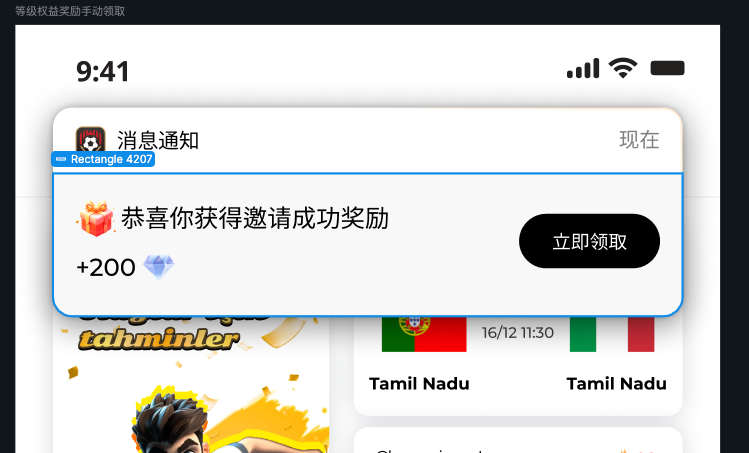 等级权益奖励手动领取
9:41
消息通知
现在
Rectangle 4207
恭喜你获得邀请成功奖励
立即领取
+200
tahminler
16/12 11:30
Tamil Nadu
Tamil Nadu